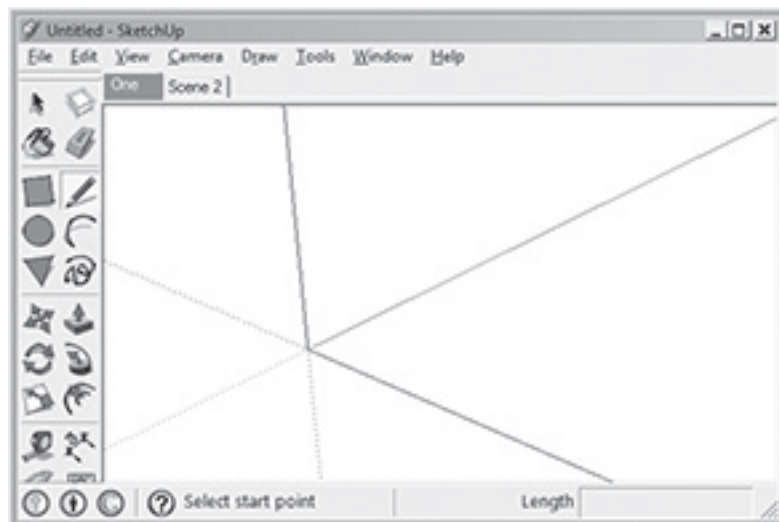 Untitled - SketchUp
File Edit View Camera Draw Tools Window Help
One Scene 2
Select start point Length